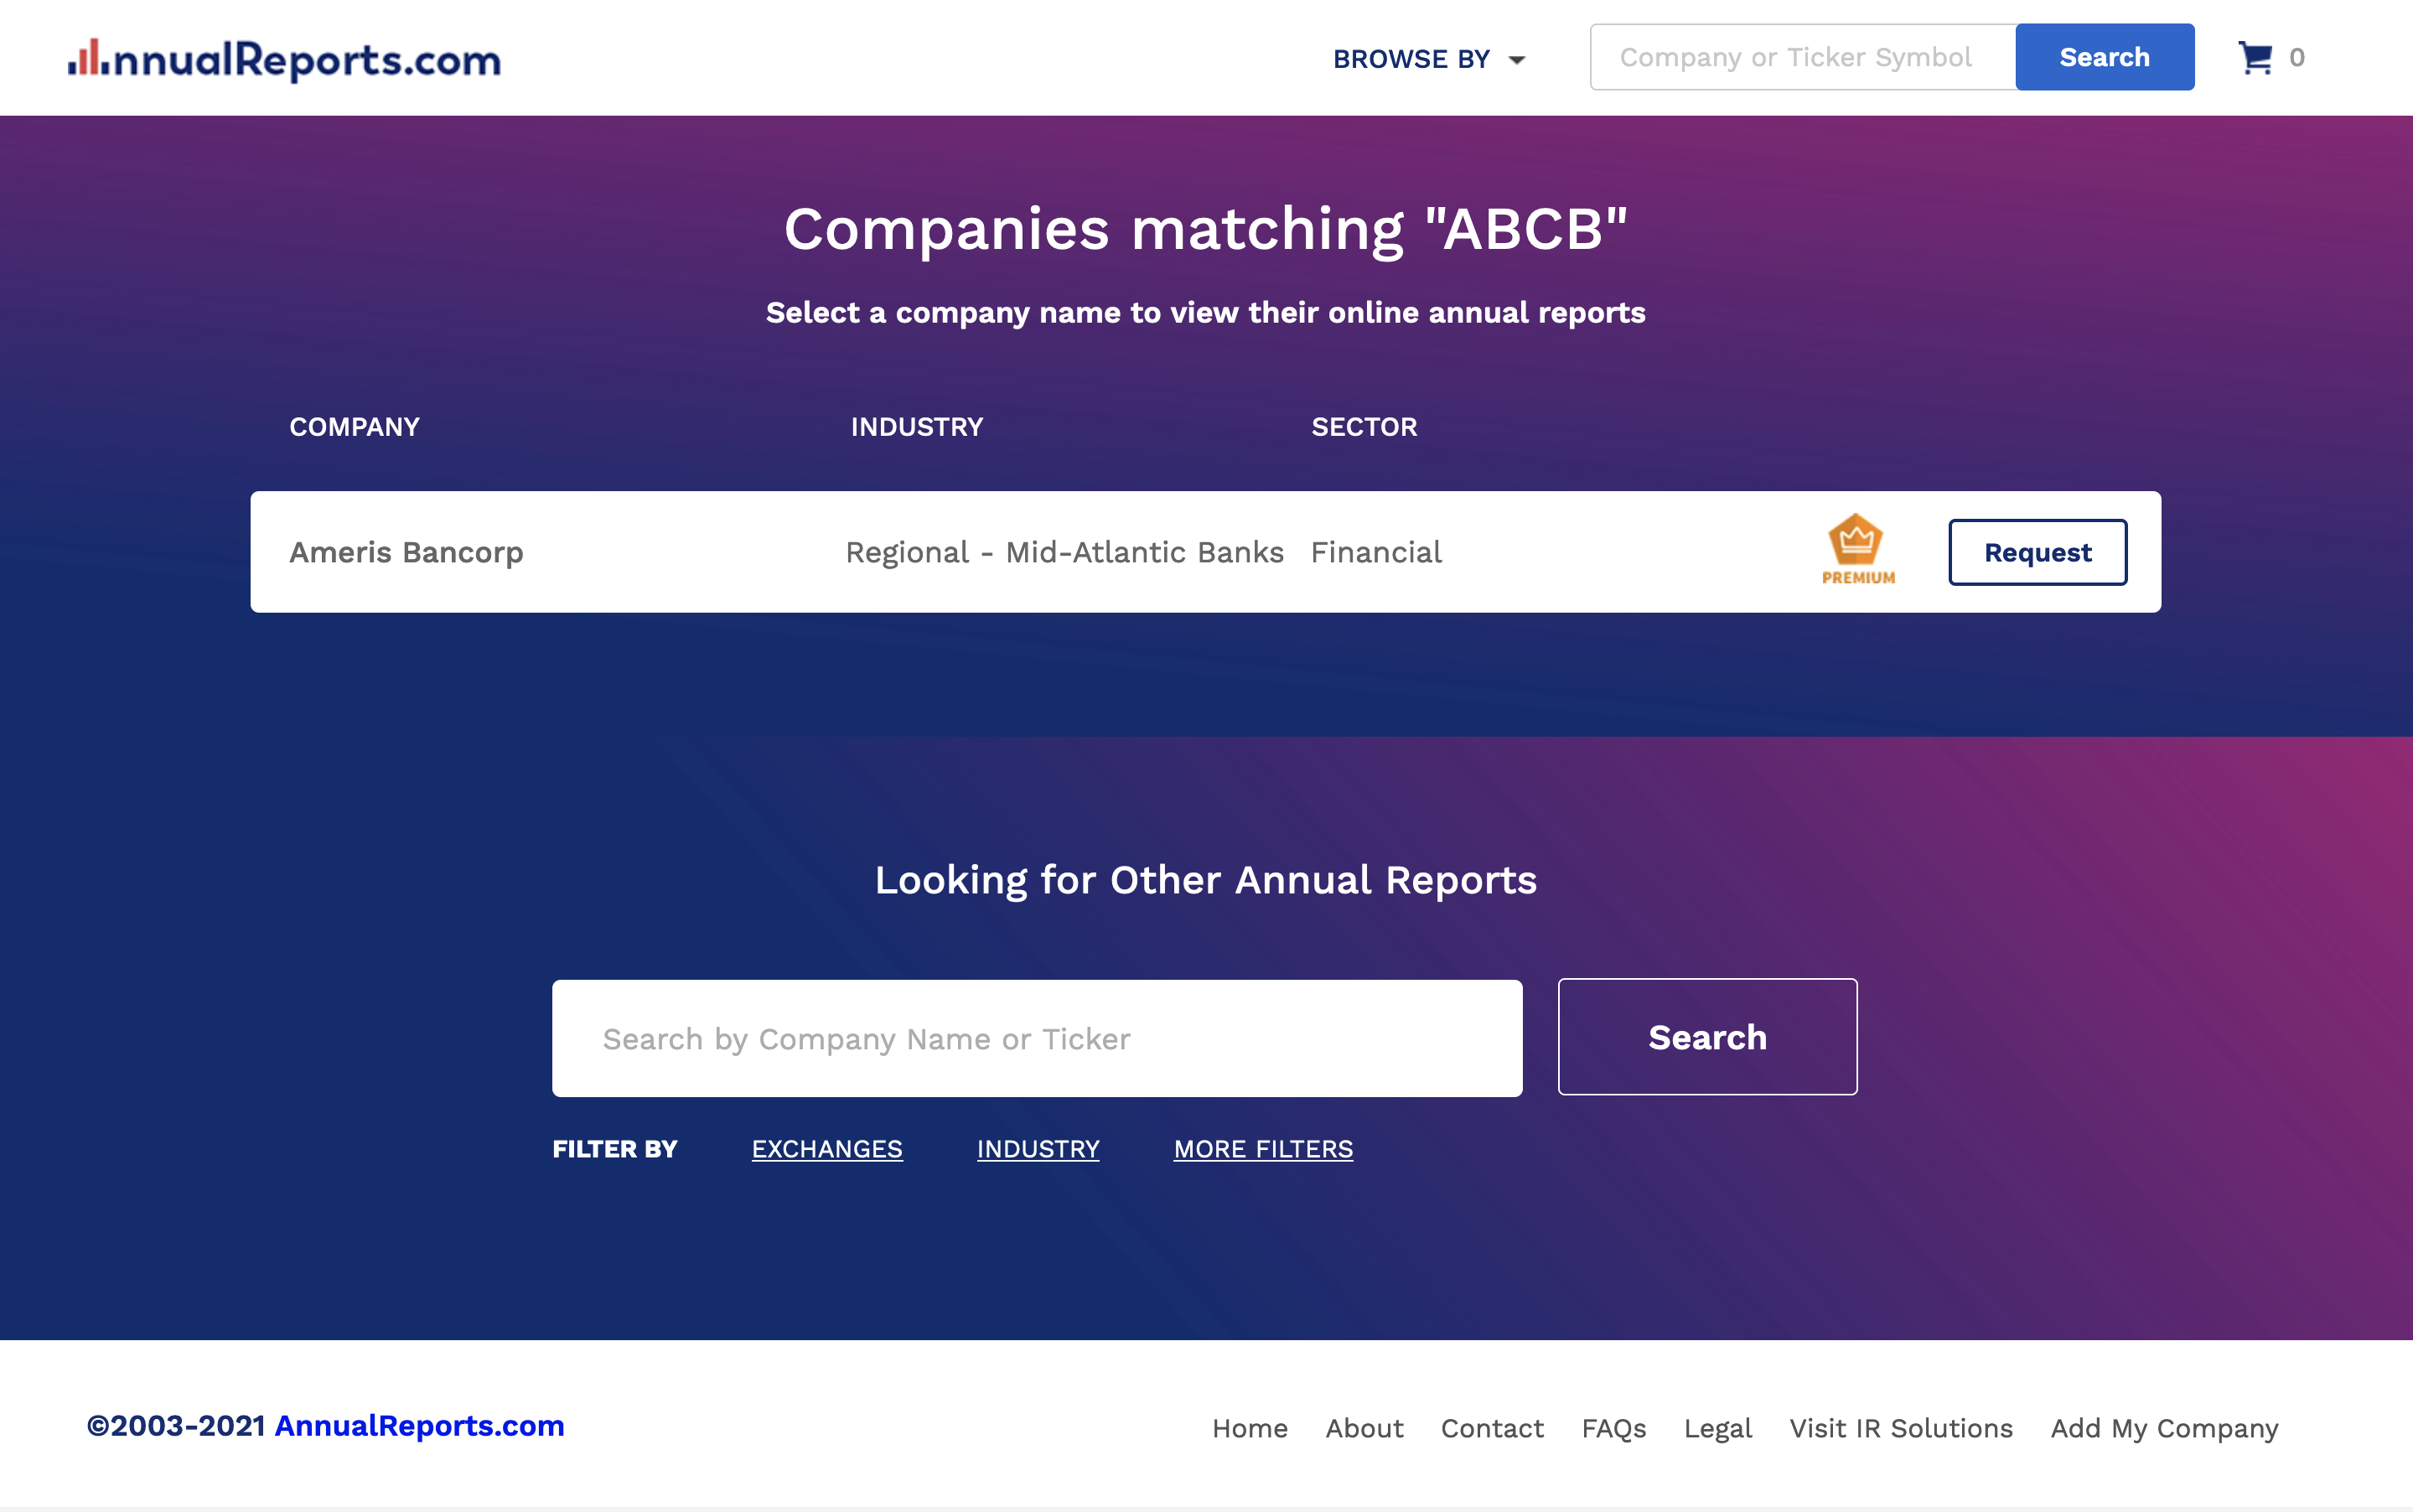 nnualReports.com
BROWSE BY
Company or Ticker Symbol
Search
0
Companies matching "ABCB"
Select a company name to view their online annual reports
COMPANY INDUSTRY SECTOR
Ameris Bancorp Regional - Mid-Atlantic Banks Financial
PREMIUM
Request
Looking for Other Annual Reports
Search by Company Name or Ticker
Search
FILTER BY EXCHANGES INDUSTRY MORE FILTERS
©2003-2021 AnnualReports.com
Home About Contact FAQs Legal Visit IR Solutions Add My Company